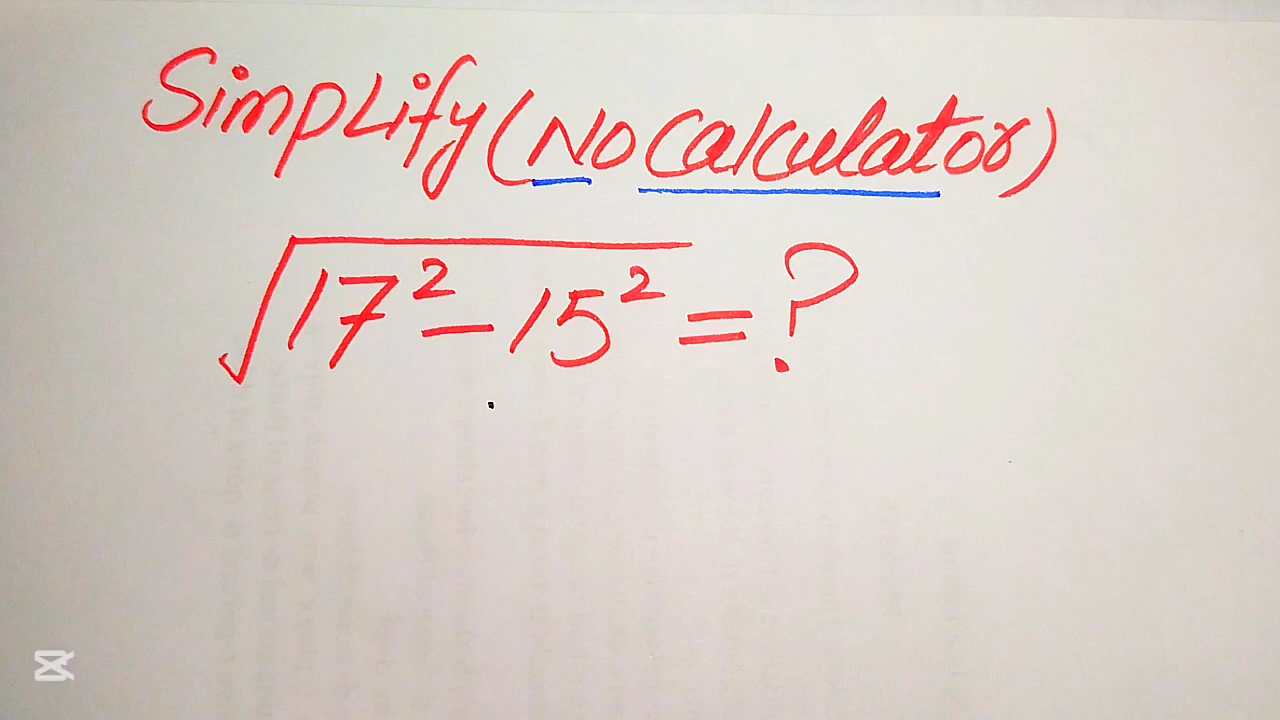 Simplify (No Calculator)
√17² – 15² = ?